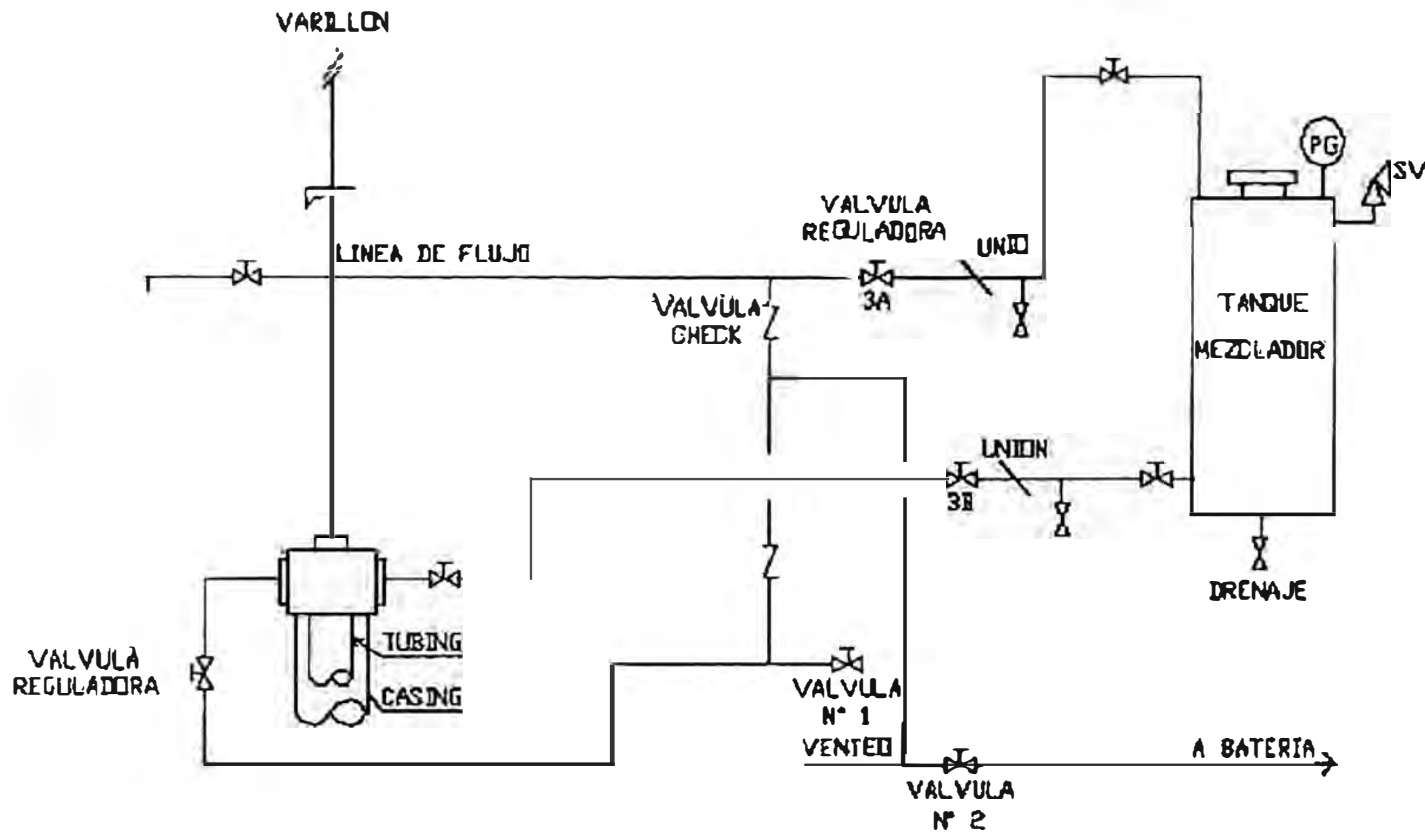 VARILLON
PG
SV
VALVULA
REGULADORA
UNIO
LINEA DE FLUJO
3A
VALVULA
CHECK
TANQUE
MEZCLADOR
UNION
3B
DRENAJE
TUBING
VALVULA
REGULADORA
CASING
VALVULA
N° 1
VENTEO
A BATERIA
VALVULA
N° 2